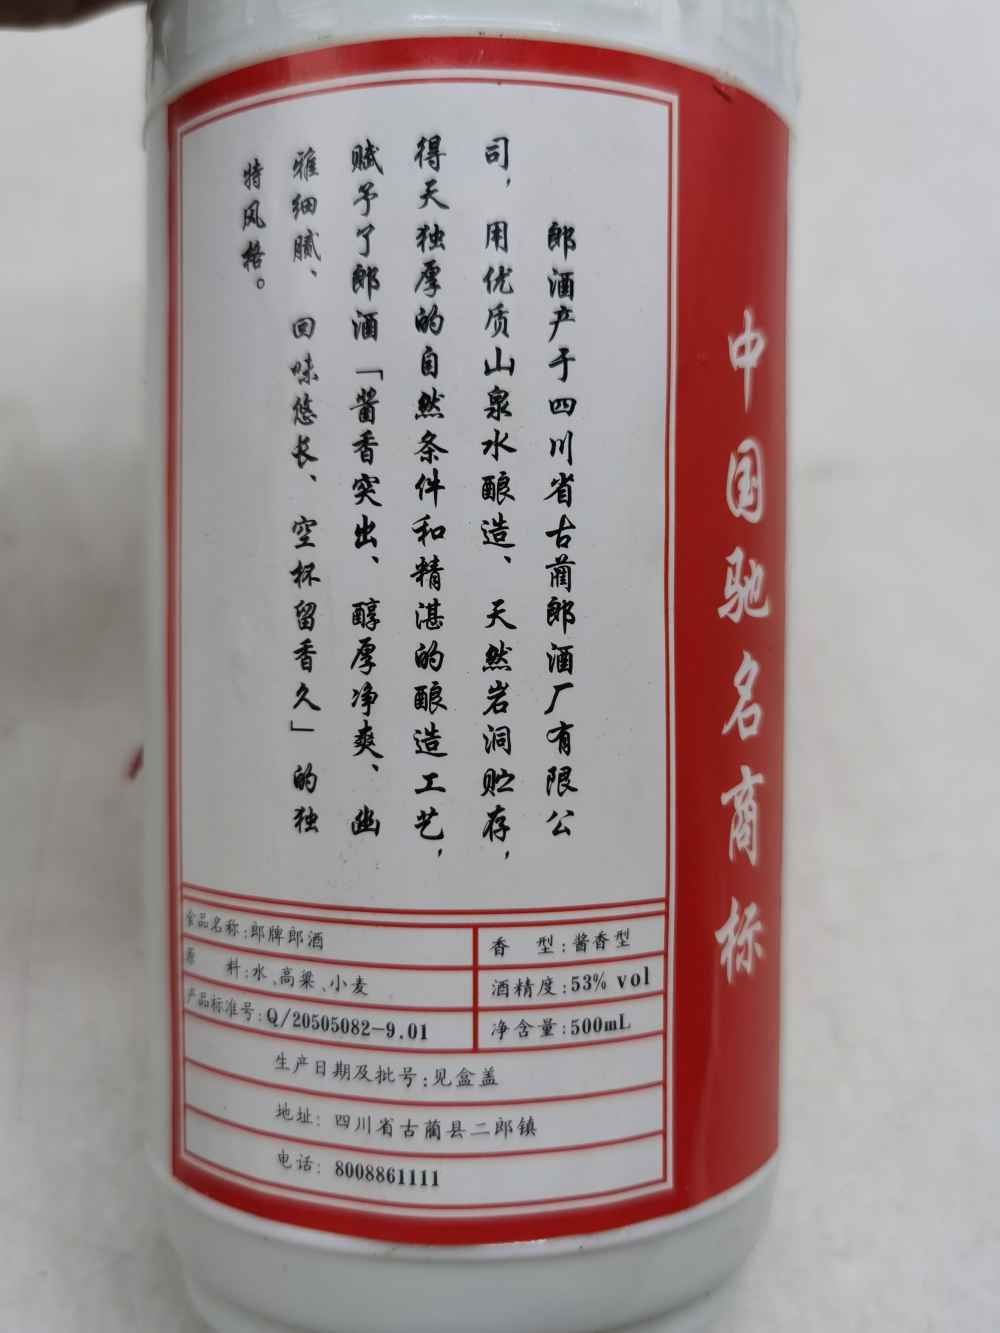 中国驰名商标
郎酒产于四川省古蔺郎酒厂有限公
司，用优质山泉水酿造、天然岩洞贮存，
得天独厚的自然条件和精湛的酿造工艺，
赋予了郎酒「酱香突出、醇厚净爽、幽
雅细腻、回味悠长、空杯留香久」的独
特风格。
食品名称:郎牌郎酒
香 型:酱香型
原 料:水、高粱、小麦
酒精度:53% vol
产品标准号:Q/20505082-9.01
净含量:500mL
生产日期及批号:见盒盖
地址: 四川省古蔺县二郎镇
电话: 8008861111